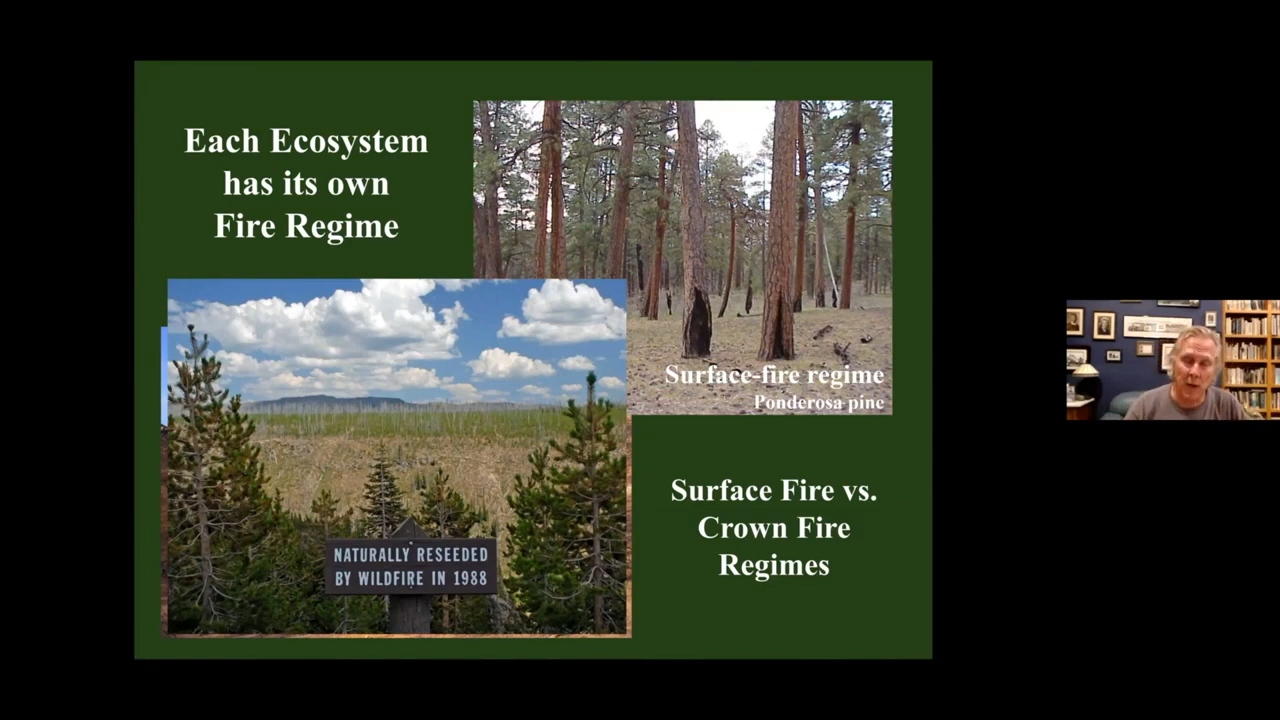 Each Ecosystem
has its own
Fire Regime
Surface-fire regime
Ponderosa pine
NATURALLY RESEEDED
BY WILDFIRE IN 1988
Surface Fire vs.
Crown Fire
Regimes